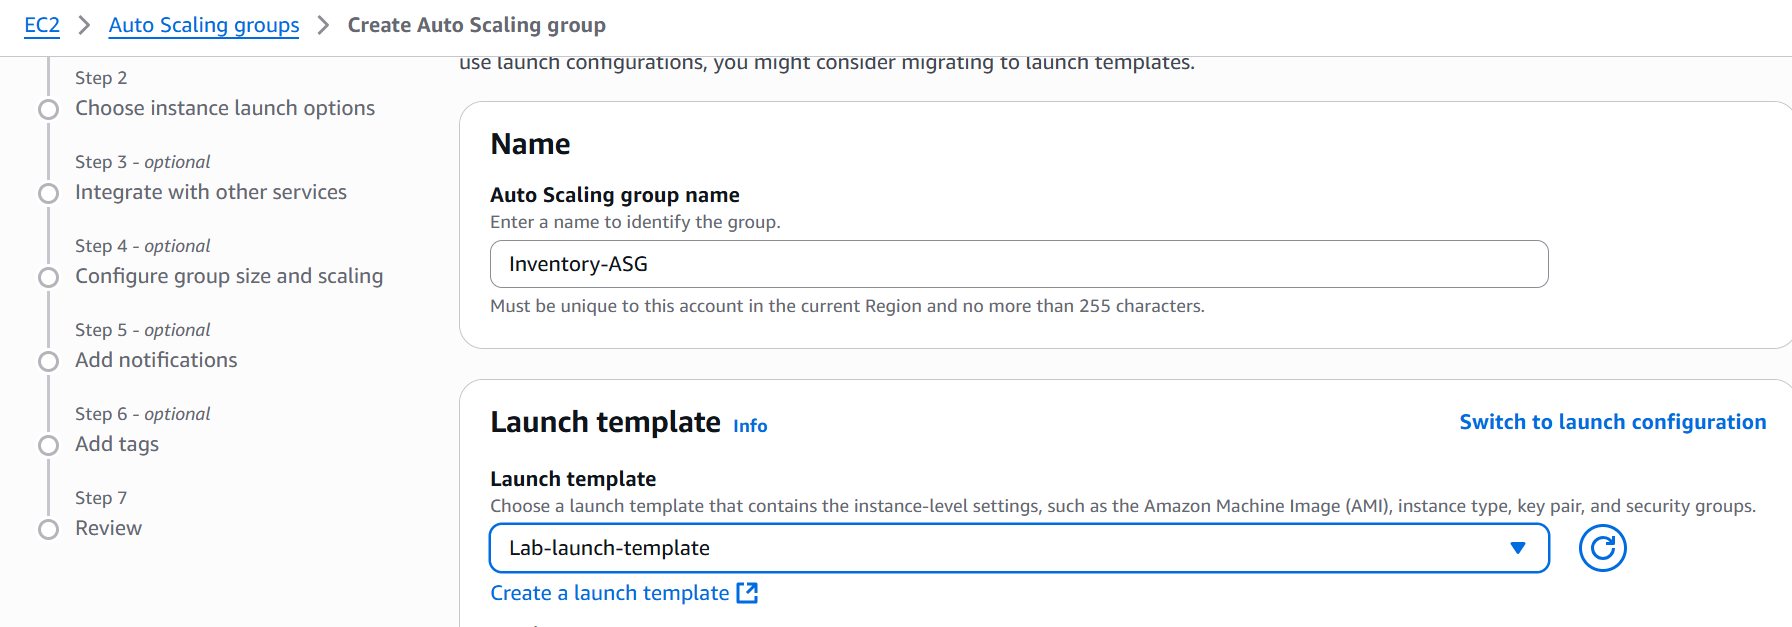 EC2 > Auto Scaling groups > Create Auto Scaling group
use launch configurations, you might consider migrating to launch templates.
Step 2
Choose instance launch options
Step 3 - optional
Integrate with other services
Step 4 - optional
Configure group size and scaling
Step 5 - optional
Add notifications
Step 6 - optional
Add tags
Step 7
Review
Name
Auto Scaling group name
Enter a name to identify the group.
Inventory-ASG
Must be unique to this account in the current Region and no more than 255 characters.
Launch template Info
Switch to launch configuration
Launch template
Choose a launch template that contains the instance-level settings, such as the Amazon Machine Image (AMI), instance type, key pair, and security groups.
Lab-launch-template
Create a launch template